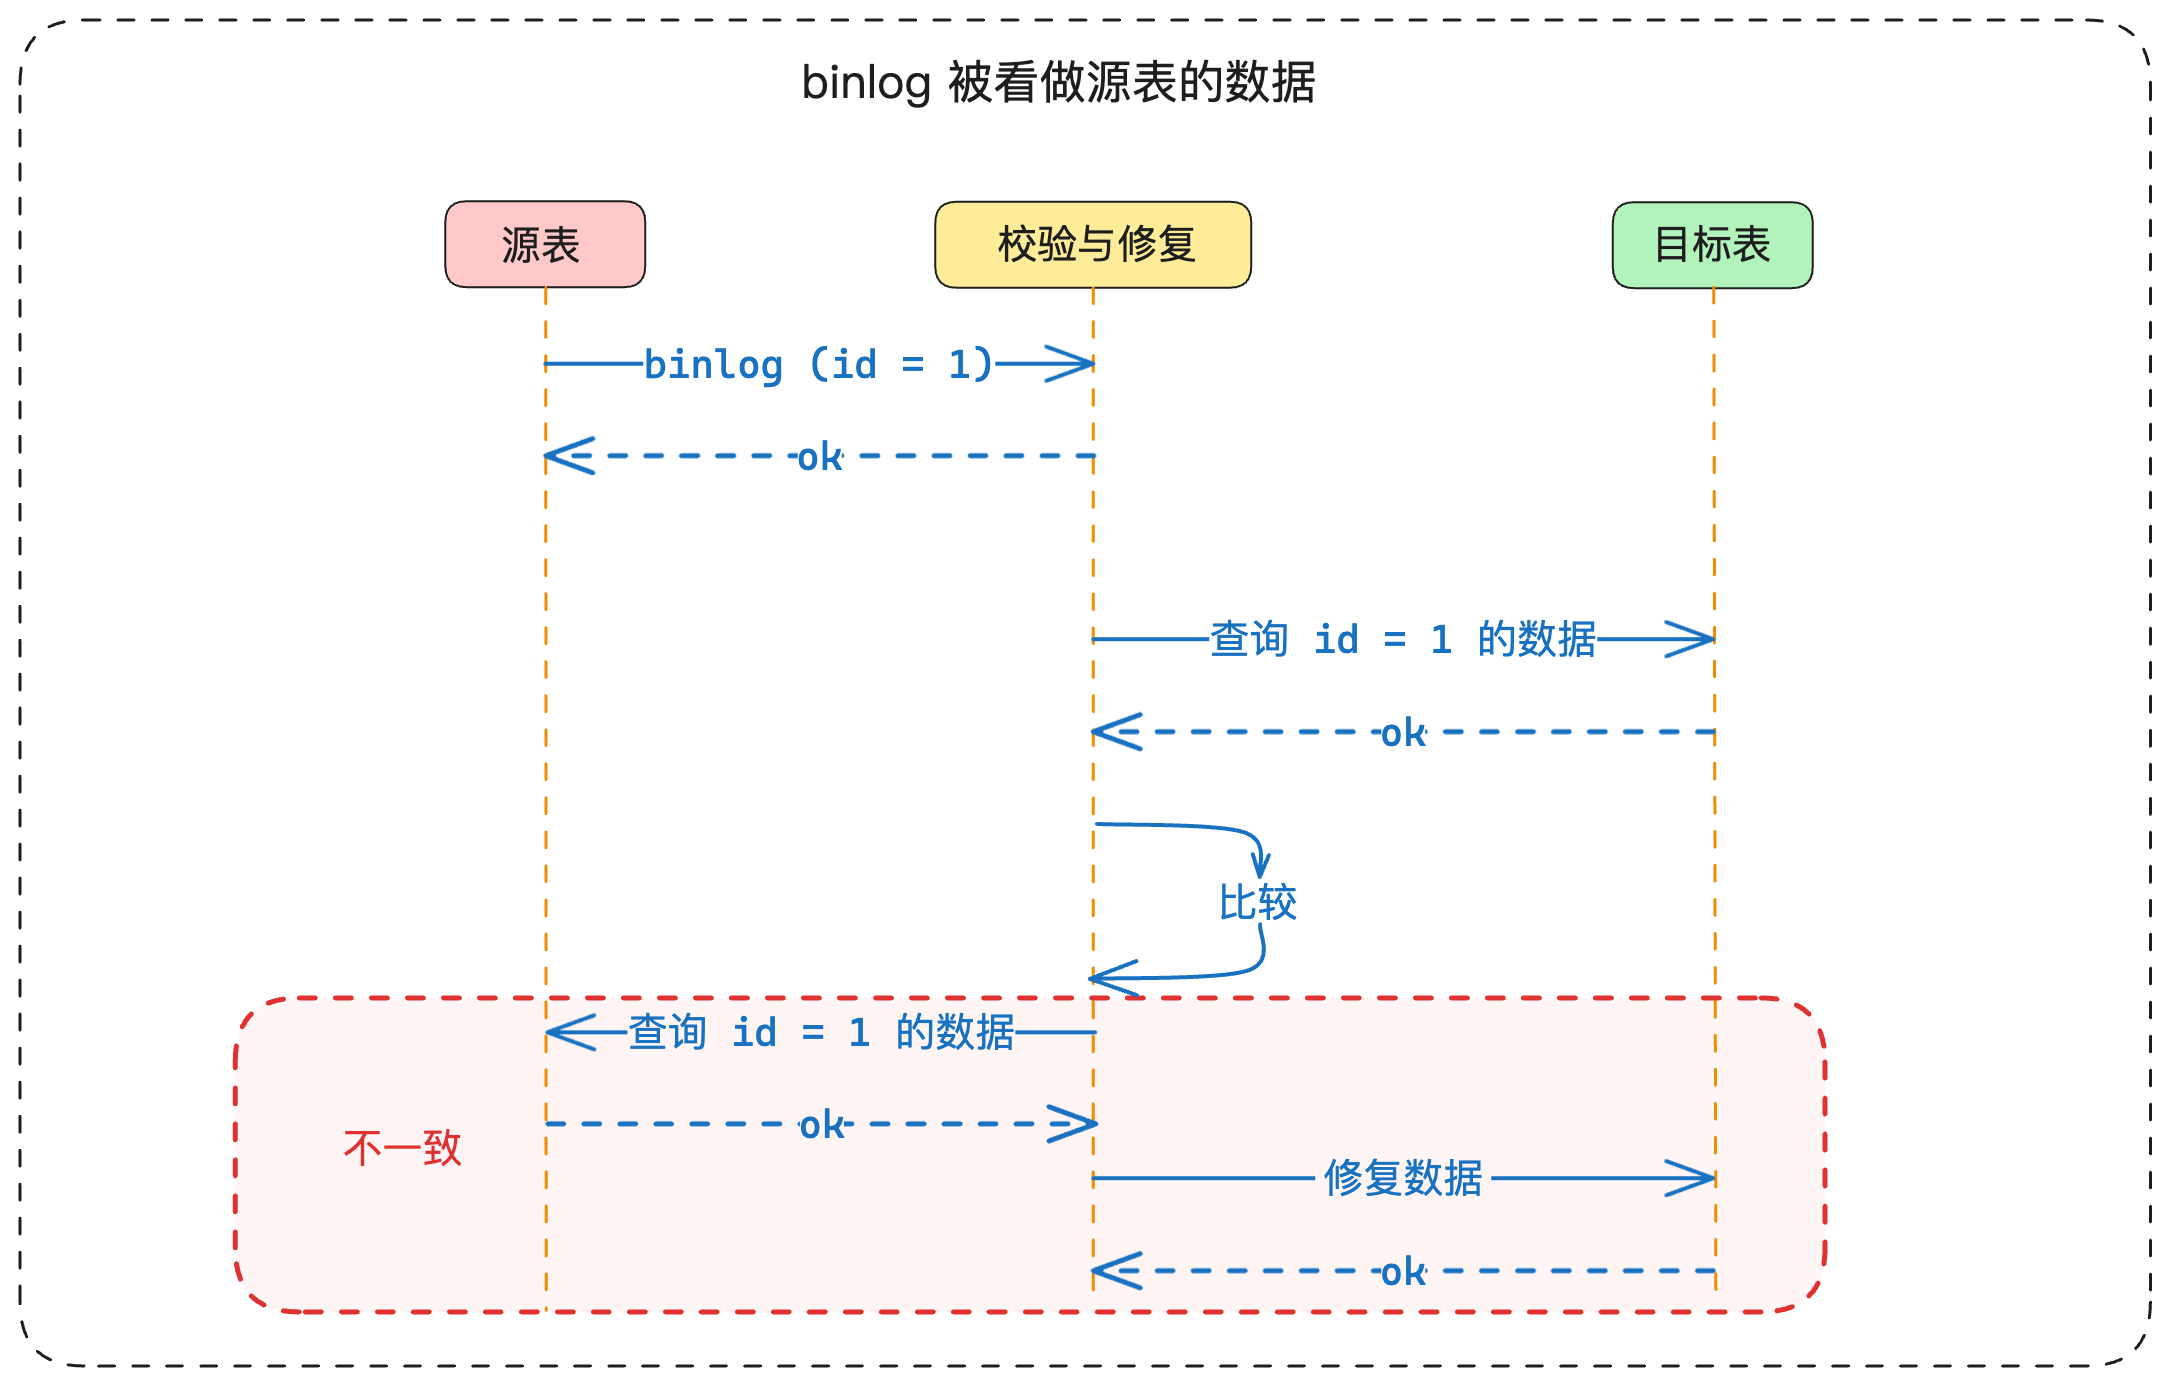 binlog 被看做源表的数据
源表
校验与修复
目标表
binlog (id = 1)
ok
查询 id = 1 的数据
ok
比较
查询 id = 1 的数据
ok
不一致
修复数据
ok